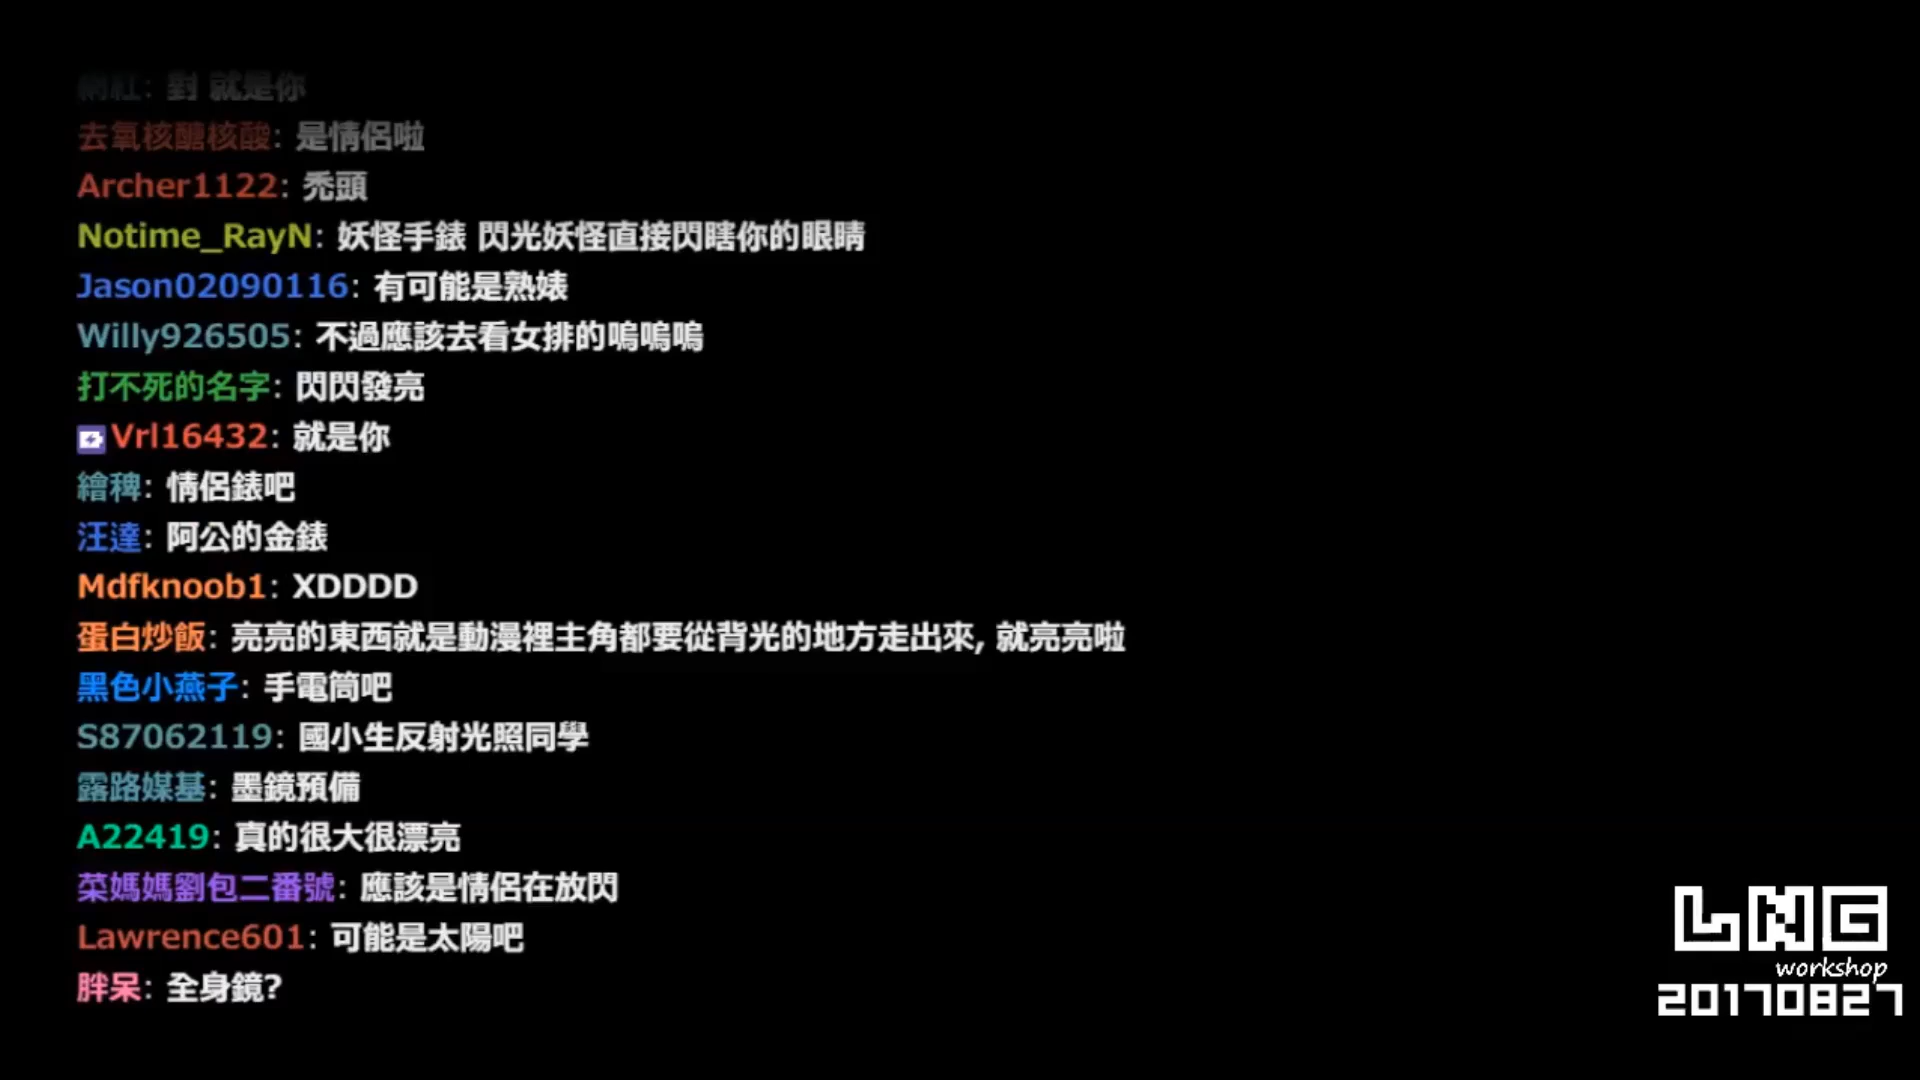 網紅: 對 就是你
去氧核醣核酸: 是情侶啦
Archer1122: 禿頭
Notime_RayN: 妖怪手錶 閃光妖怪直接閃瞎你的眼睛
Jason02090116: 有可能是熟婊
Willy926505: 不過應該去看女排的嗚嗚嗚
打不死的名字: 閃閃發亮
Vrl16432: 就是你
繪稗: 情侶錶吧
汪達: 阿公的金錶
Mdfknoob1: XDDDD
蛋白炒飯: 亮亮的東西就是動漫裡主角都要從背光的地方走出來, 就亮亮啦
黑色小燕子: 手電筒吧
S87062119: 國小生反射光照同學
露路媒基: 墨鏡預備
A22419: 真的很大很漂亮
菜媽媽劉包二番號: 應該是情侶在放閃
Lawrence601: 可能是太陽吧
胖呆: 全身鏡?
LNG
workshop
20170827